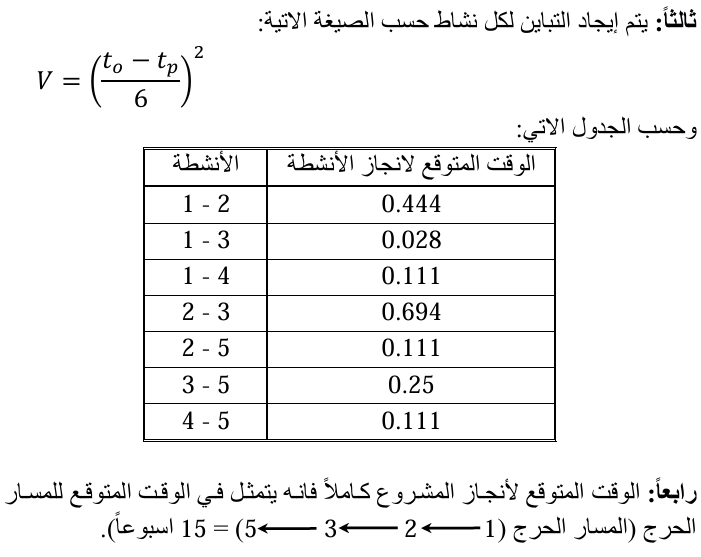 ثالثاً: يتم إيجاد التباين لكل نشاط حسب الصيغة الاتية:
V = ((t_o − t_p)/6)^2
وحسب الجدول الاتي:
الأنشطة | الوقت المتوقع لانجاز الأنشطة
1 - 2 | 0.444
1 - 3 | 0.028
1 - 4 | 0.111
2 - 3 | 0.694
2 - 5 | 0.111
3 - 5 | 0.25
4 - 5 | 0.111
رابعاً: الوقت المتوقع لأنجاز المشروع كاملاً فانه يتمثل في الوقت المتوقع للمسار
الحرج (المسار الحرج (1 ← 2 ← 3 ← 5) = 15 اسبوعاً).